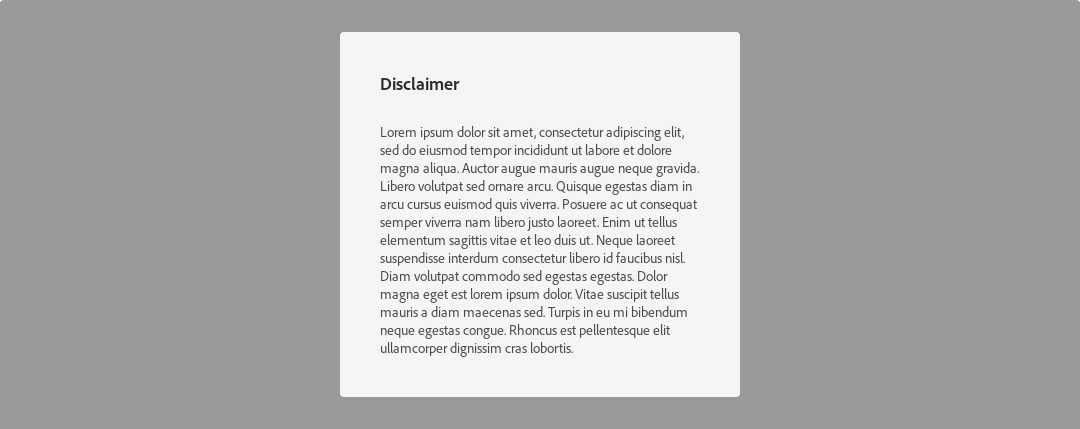 Disclaimer
Lorem ipsum dolor sit amet, consectetur adipiscing elit,
sed do eiusmod tempor incididunt ut labore et dolore
magna aliqua. Auctor augue mauris augue neque gravida.
Libero volutpat sed ornare arcu. Quisque egestas diam in
arcu cursus euismod quis viverra. Posuere ac ut consequat
semper viverra nam libero justo laoreet. Enim ut tellus
elementum sagittis vitae et leo duis ut. Neque laoreet
suspendisse interdum consectetur libero id faucibus nisl.
Diam volutpat commodo sed egestas egestas. Dolor
magna eget est lorem ipsum dolor. Vitae suscipit tellus
mauris a diam maecenas sed. Turpis in eu mi bibendum
neque egestas congue. Rhoncus est pellentesque elit
ullamcorper dignissim cras lobortis.